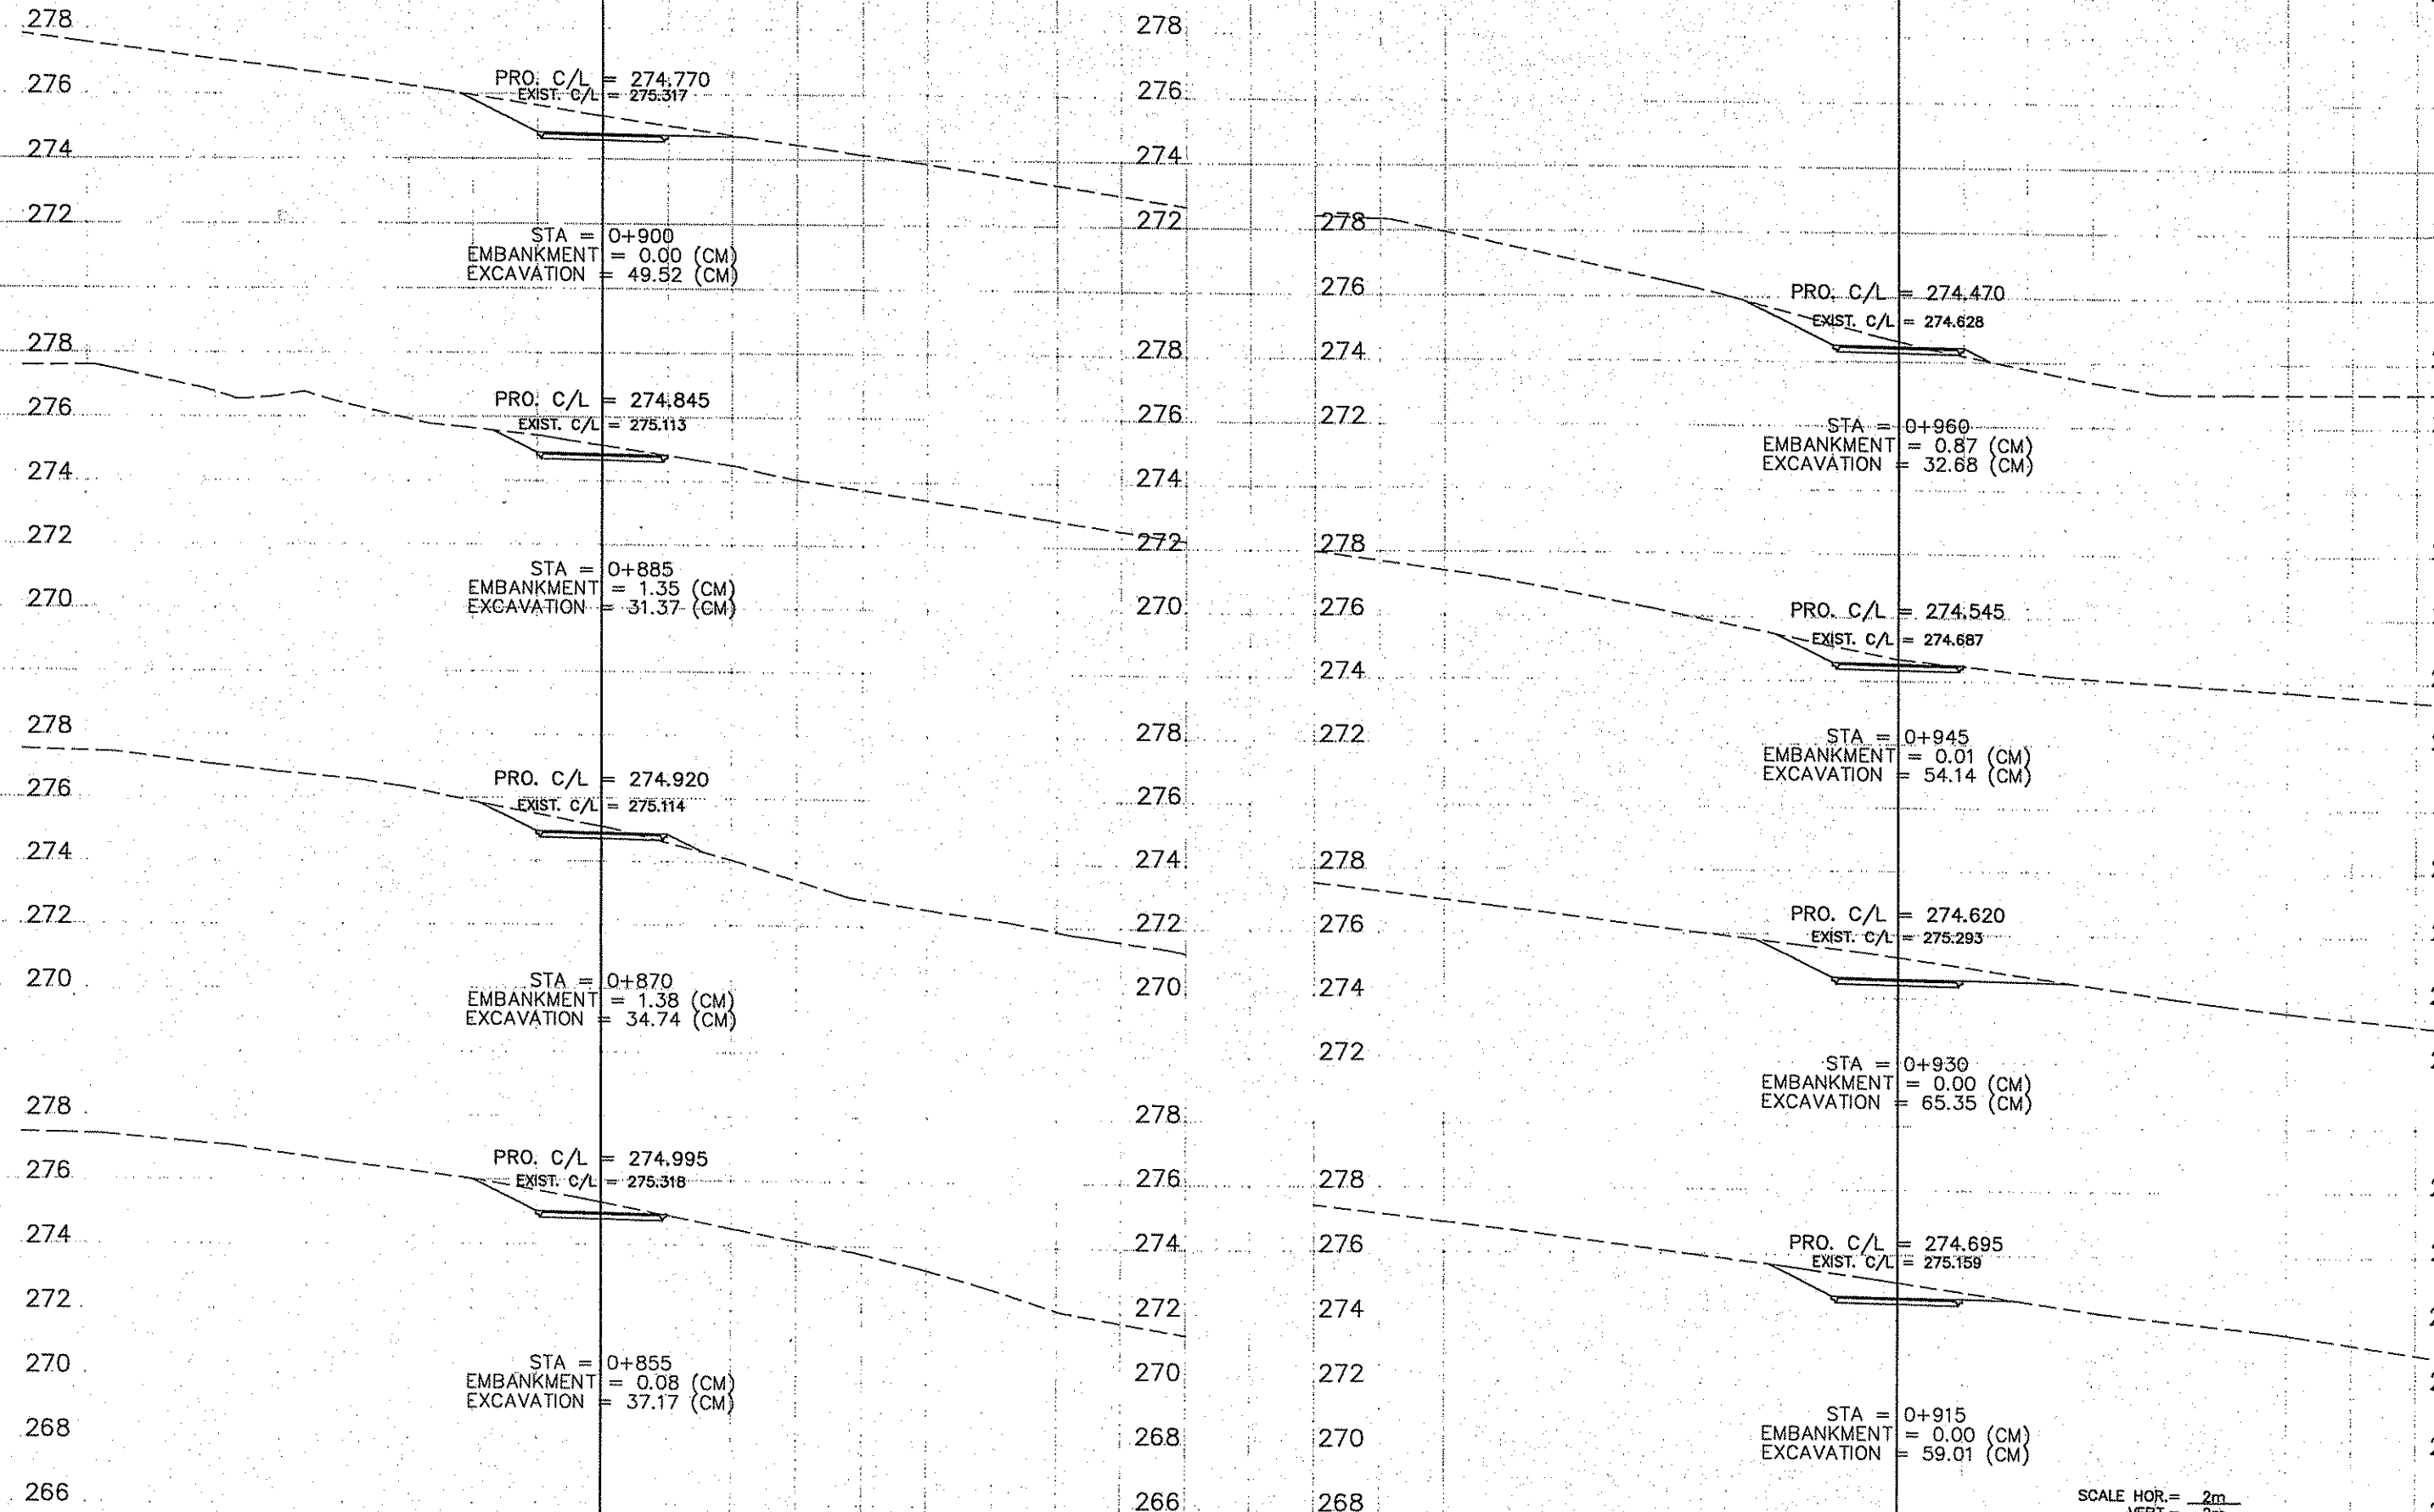 278
276
274
272
PRO. C/L = 274.770
EXIST. C/L = 275.317
STA = 0+900
EMBANKMENT = 0.00 (CM)
EXCAVATION = 49.52 (CM)
278
276
274
272
278
276
274
272
270
PRO. C/L = 274.845
EXIST. C/L = 275.113
STA = 0+885
EMBANKMENT = 1.35 (CM)
EXCAVATION = 31.37 (CM)
278
276
274
272
270
278
276
274
272
270
PRO. C/L = 274.920
EXIST. C/L = 275.114
STA = 0+870
EMBANKMENT = 1.38 (CM)
EXCAVATION = 34.74 (CM)
278
276
274
272
270
278
276
274
272
270
268
266
PRO. C/L = 274.995
EXIST. C/L = 275.318
STA = 0+855
EMBANKMENT = 0.08 (CM)
EXCAVATION = 37.17 (CM)
278
276
274
272
270
268
266
278
276
274
272
PRO. C/L = 274.470
EXIST. C/L = 274.628
STA = 0+960
EMBANKMENT = 0.87 (CM)
EXCAVATION = 32.68 (CM)
278
276
274
272
PRO. C/L = 274.545
EXIST. C/L = 274.687
STA = 0+945
EMBANKMENT = 0.01 (CM)
EXCAVATION = 54.14 (CM)
278
276
274
272
PRO. C/L = 274.620
EXIST. C/L = 275.293
STA = 0+930
EMBANKMENT = 0.00 (CM)
EXCAVATION = 65.35 (CM)
278
276
274
272
270
268
PRO. C/L = 274.695
EXIST. C/L = 275.159
STA = 0+915
EMBANKMENT = 0.00 (CM)
EXCAVATION = 59.01 (CM)
SCALE HOR.= 2m